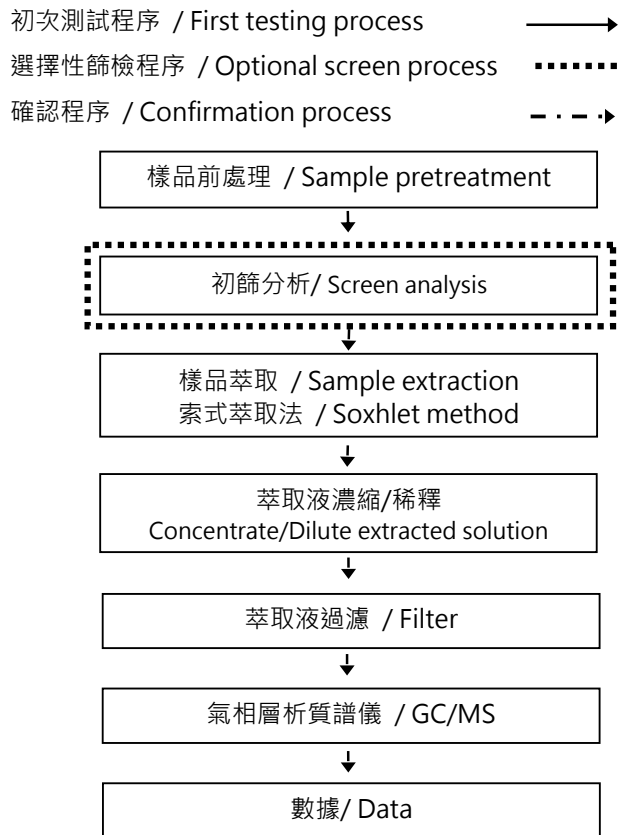 初次測試程序 / First testing process
選擇性篩檢程序 / Optional screen process
確認程序 / Confirmation process
樣品前處理 / Sample pretreatment
初篩分析/ Screen analysis
樣品萃取 / Sample extraction
索式萃取法 / Soxhlet method
萃取液濃縮/稀釋
Concentrate/Dilute extracted solution
萃取液過濾 / Filter
氣相層析質譜儀 / GC/MS
數據/ Data